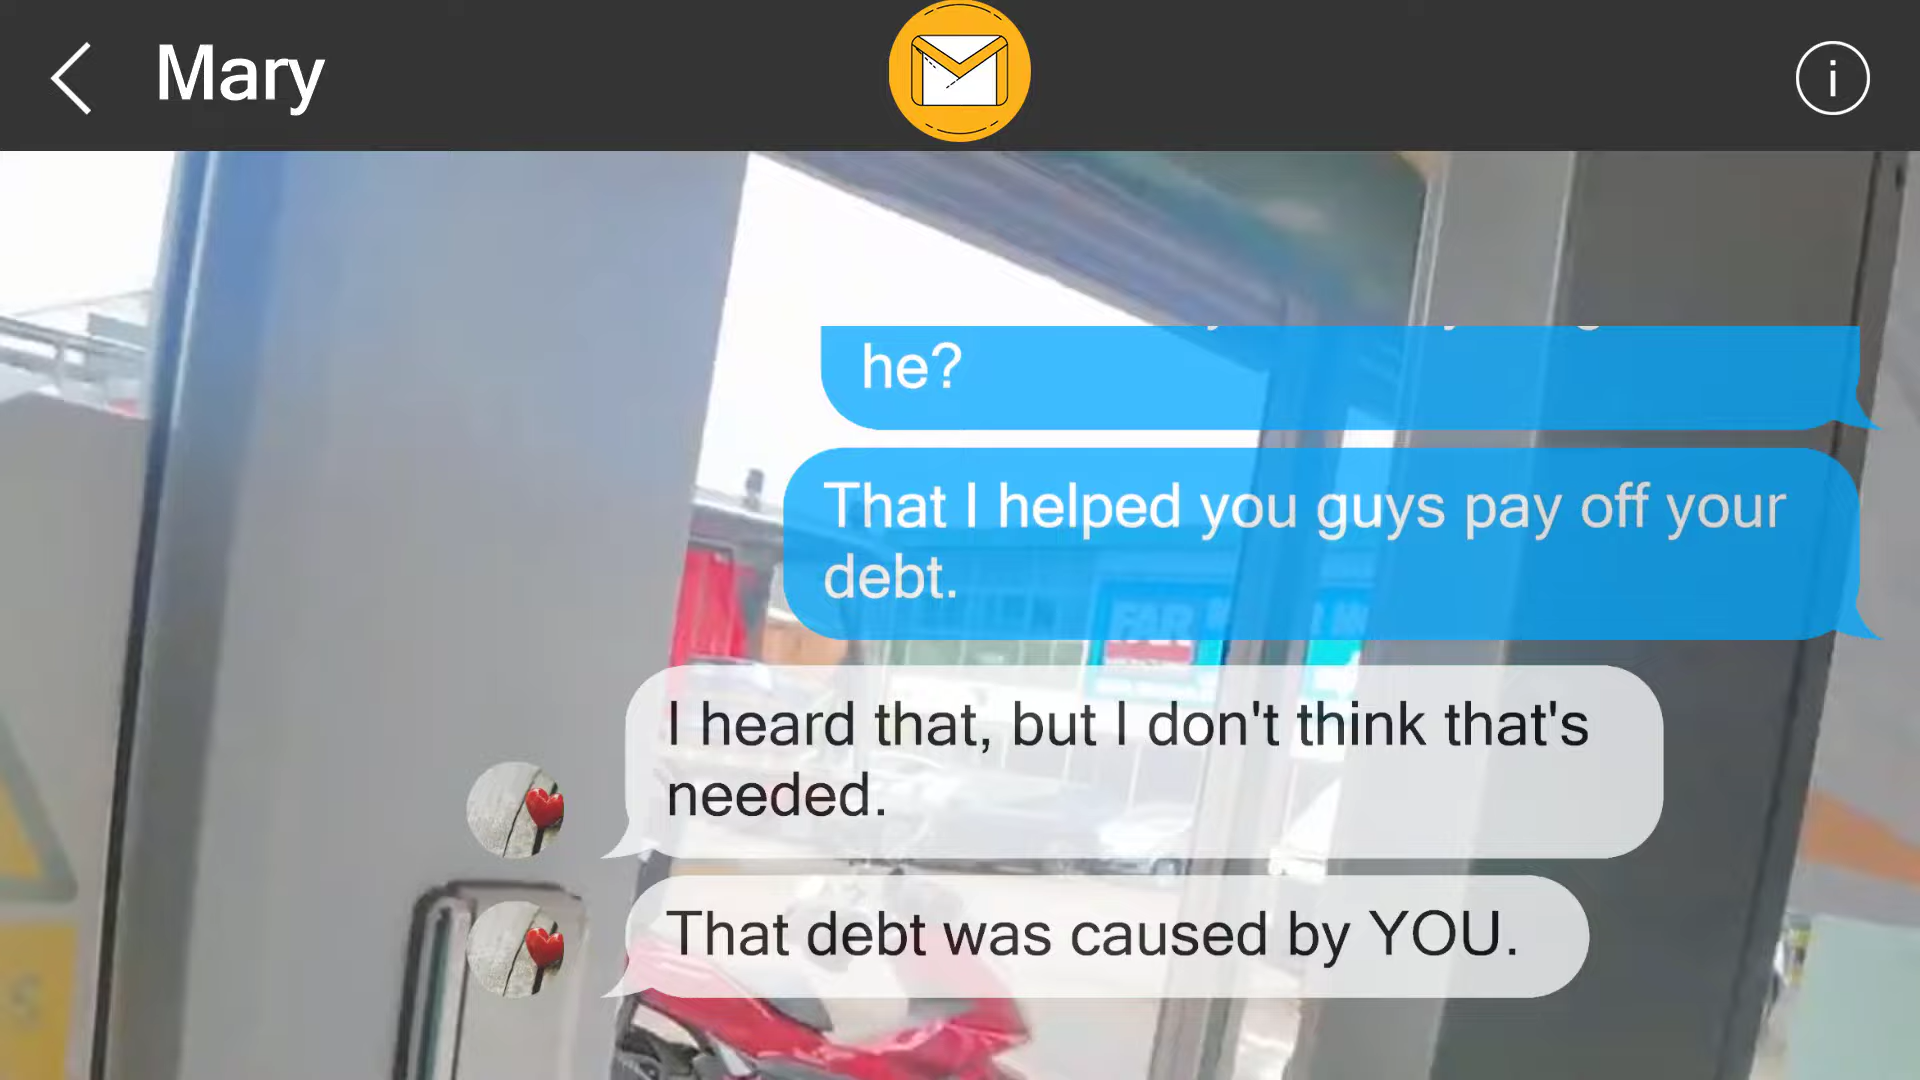 Mary
i
he?
That I helped you guys pay off your
debt.
FAR
I heard that, but I don't think that's
needed.
That debt was caused by YOU.